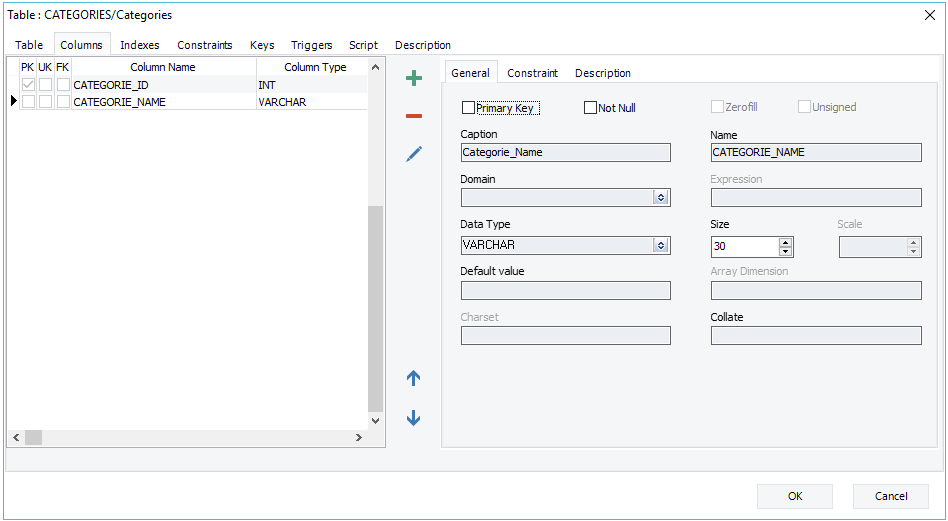 Table : CATEGORIES/Categories
Table Columns Indexes Constraints Keys Triggers Script Description
PK UK FK Column Name Column Type
CATEGORIE_ID INT
CATEGORIE_NAME VARCHAR
General Constraint Description
Primary Key Not Null Zerofill Unsigned
Caption Name
Categorie_Name CATEGORIE_NAME
Domain Expression
Data Type Size Scale
VARCHAR 30
Default value Array Dimension
Charset Collate
OK Cancel